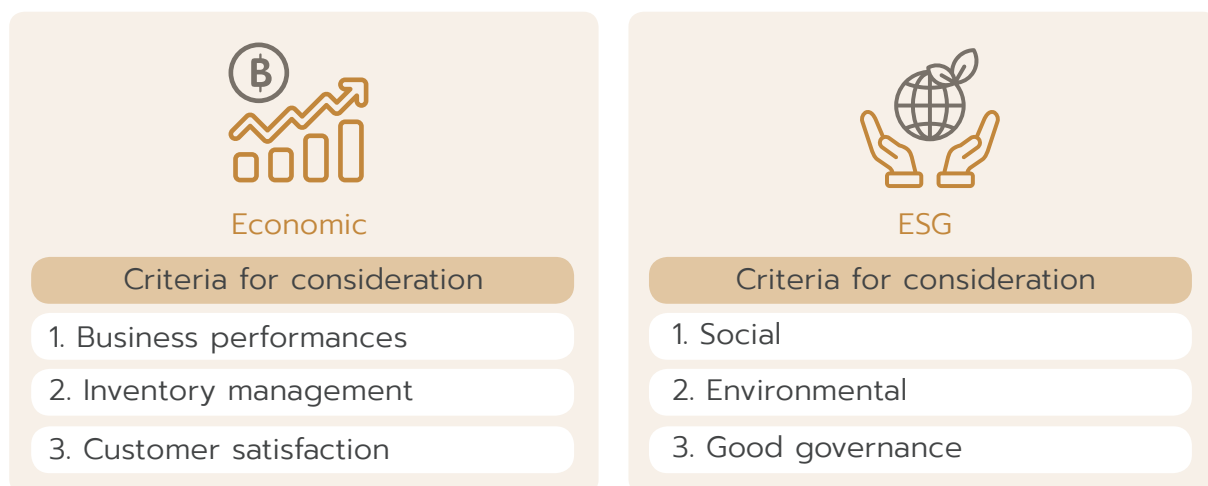 ฿
Economic
Criteria for consideration
1. Business performances
2. Inventory management
3. Customer satisfaction
ESG
Criteria for consideration
1. Social
2. Environmental
3. Good governance